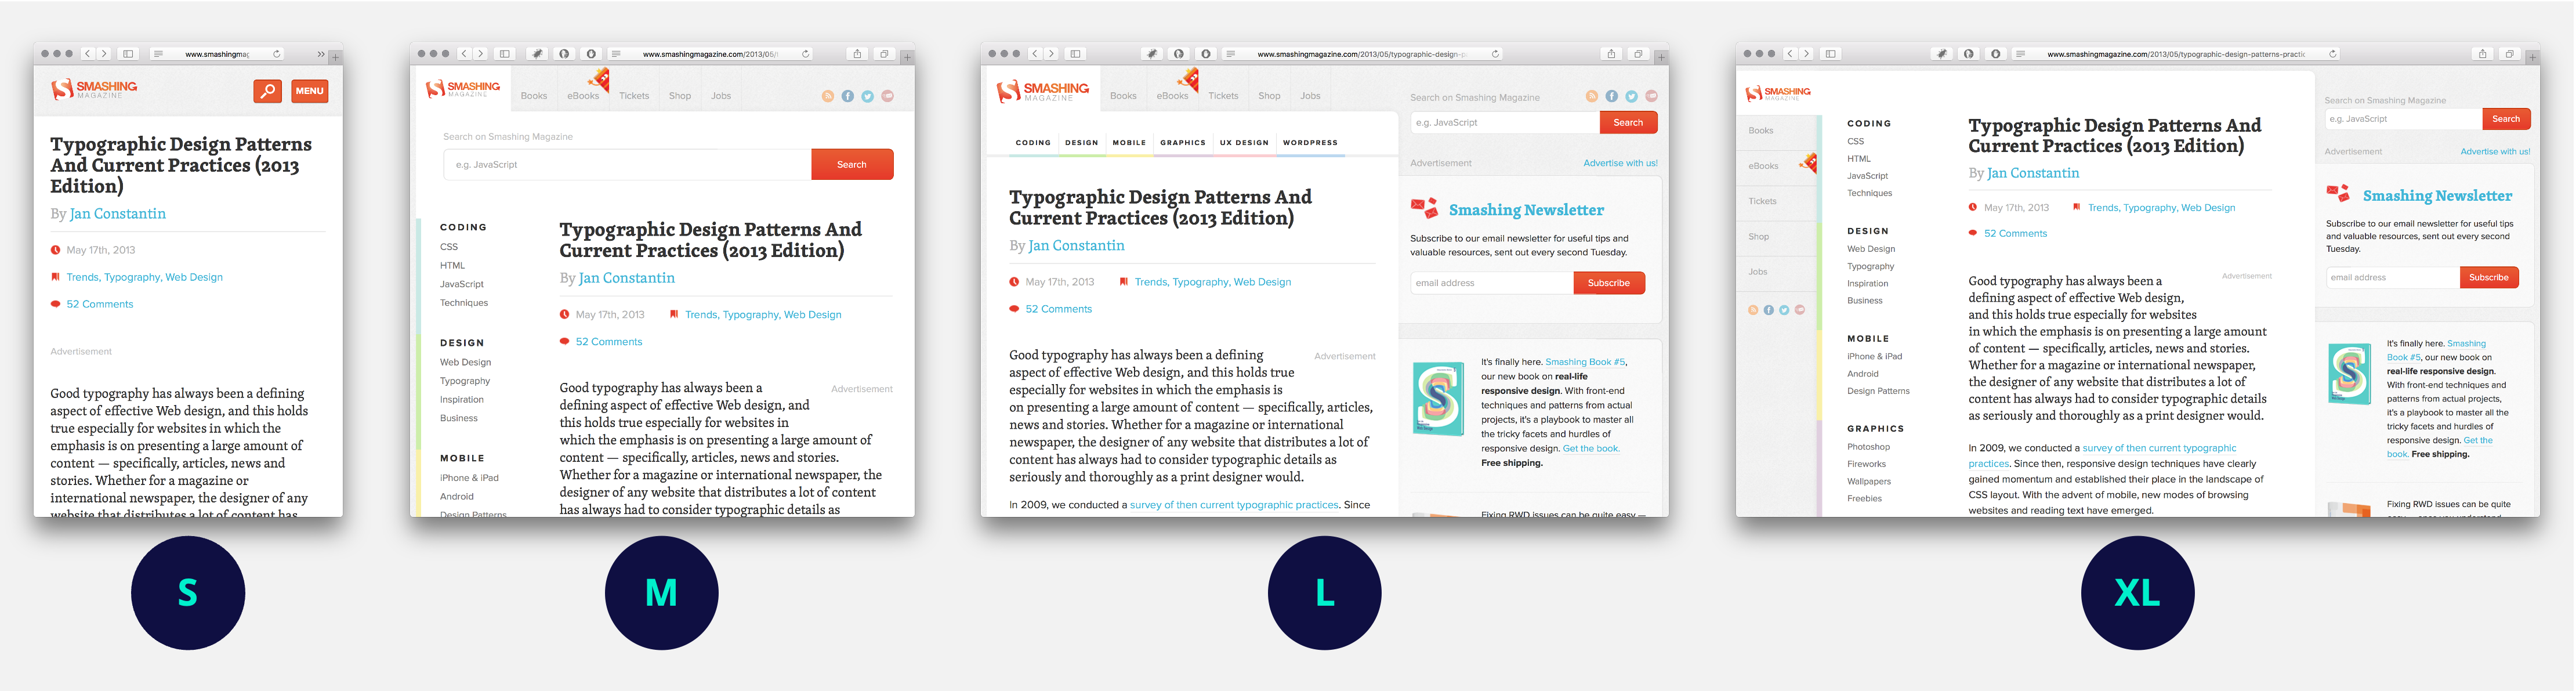 www.smashingmag
SMASHING
MAGAZINE
MENU
Typographic Design Patterns
And Current Practices (2013
Edition)
By Jan Constantin
May 17th, 2013
Trends, Typography, Web Design
52 Comments
Advertisement
Good typography has always been a defining
aspect of effective Web design, and this holds
true especially for websites in which the
emphasis is on presenting a large amount of
content — specifically, articles, news and
stories. Whether for a magazine or
international newspaper, the designer of any
website that distributes a lot of content has
S
www.smashingmagazine.com/2013/05/
SMASHING
MAGAZINE
Books
eBooks
Tickets
Shop
Jobs
Search on Smashing Magazine
e.g. JavaScript
Search
CODING
CSS
HTML
JavaScript
Techniques
DESIGN
Web Design
Typography
Inspiration
Business
MOBILE
iPhone & iPad
Android
Design Patterns
Typographic Design Patterns And
Current Practices (2013 Edition)
By Jan Constantin
May 17th, 2013
Trends, Typography, Web Design
52 Comments
Advertisement
Good typography has always been a
defining aspect of effective Web design, and
this holds true especially for websites in
which the emphasis is on presenting a large amount of
content — specifically, articles, news and stories.
Whether for a magazine or international newspaper, the
designer of any website that distributes a lot of content
has always had to consider typographic details as
M
www.smashingmagazine.com/2013/05/typographic-design-p
SMASHING
MAGAZINE
Books
eBooks
Tickets
Shop
Jobs
CODING
DESIGN
MOBILE
GRAPHICS
UX DESIGN
WORDPRESS
Typographic Design Patterns And
Current Practices (2013 Edition)
By Jan Constantin
May 17th, 2013
Trends, Typography, Web Design
52 Comments
Advertisement
Good typography has always been a defining
aspect of effective Web design, and this holds true
especially for websites in which the emphasis is
on presenting a large amount of content — specifically, articles,
news and stories. Whether for a magazine or international
newspaper, the designer of any website that distributes a lot of
content has always had to consider typographic details as
seriously and thoroughly as a print designer would.
In 2009, we conducted a survey of then current typographic practices. Since
Search on Smashing Magazine
e.g. JavaScript
Search
Advertisement
Advertise with us!
Smashing Newsletter
Subscribe to our email newsletter for useful tips and
valuable resources, sent out every second Tuesday.
email address
Subscribe
It's finally here. Smashing Book #5,
our new book on real-life
responsive design. With front-end
techniques and patterns from actual
projects, it's a playbook to master all
the tricky facets and hurdles of
responsive design. Get the book.
Free shipping.
Fixing RWD issues can be quite easy —
L
www.smashingmagazine.com/2013/05/typographic-design-patterns-practic
SMASHING
MAGAZINE
Books
eBooks
Tickets
Shop
Jobs
CODING
CSS
HTML
JavaScript
Techniques
DESIGN
Web Design
Typography
Inspiration
Business
MOBILE
iPhone & iPad
Android
Design Patterns
GRAPHICS
Photoshop
Fireworks
Wallpapers
Freebies
Typographic Design Patterns And
Current Practices (2013 Edition)
By Jan Constantin
May 17th, 2013
Trends, Typography, Web Design
52 Comments
Advertisement
Good typography has always been a
defining aspect of effective Web design,
and this holds true especially for websites
in which the emphasis is on presenting a large amount
of content — specifically, articles, news and stories.
Whether for a magazine or international newspaper,
the designer of any website that distributes a lot of
content has always had to consider typographic details
as seriously and thoroughly as a print designer would.
In 2009, we conducted a survey of then current typographic
practices. Since then, responsive design techniques have clearly
gained momentum and established their place in the landscape of
CSS layout. With the advent of mobile, new modes of browsing
websites and reading text have emerged.
Search on Smashing Magazine
e.g. JavaScript
Search
Advertisement
Advertise with us!
Smashing Newsletter
Subscribe to our email newsletter for useful tips
and valuable resources, sent out every second
Tuesday.
email address
Subscribe
It's finally here. Smashing
Book #5, our new book on
real-life responsive design.
With front-end techniques and
patterns from actual projects,
it's a playbook to master all the
tricky facets and hurdles of
responsive design. Get the
book. Free shipping.
Fixing RWD issues can be quite
XL